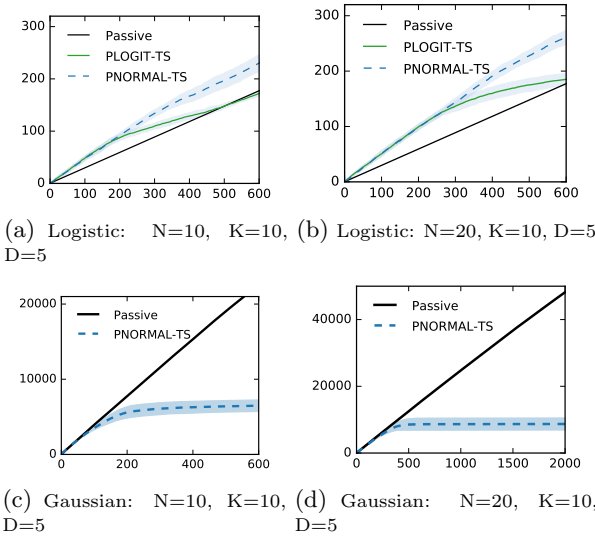 300
200
100
0
Passive
PLOGIT-TS
PNORMAL-TS
0 100 200 300 400 500 600
(a) Logistic: N=10, K=10,
D=5
300
200
100
0
Passive
PLOGIT-TS
PNORMAL-TS
0 100 200 300 400 500 600
(b) Logistic: N=20, K=10, D=5
20000
10000
0
Passive
PNORMAL-TS
0 200 400 600
(c) Gaussian: N=10, K=10,
D=5
40000
20000
0
Passive
PNORMAL-TS
0 500 1000 1500 2000
(d) Gaussian: N=20, K=10,
D=5